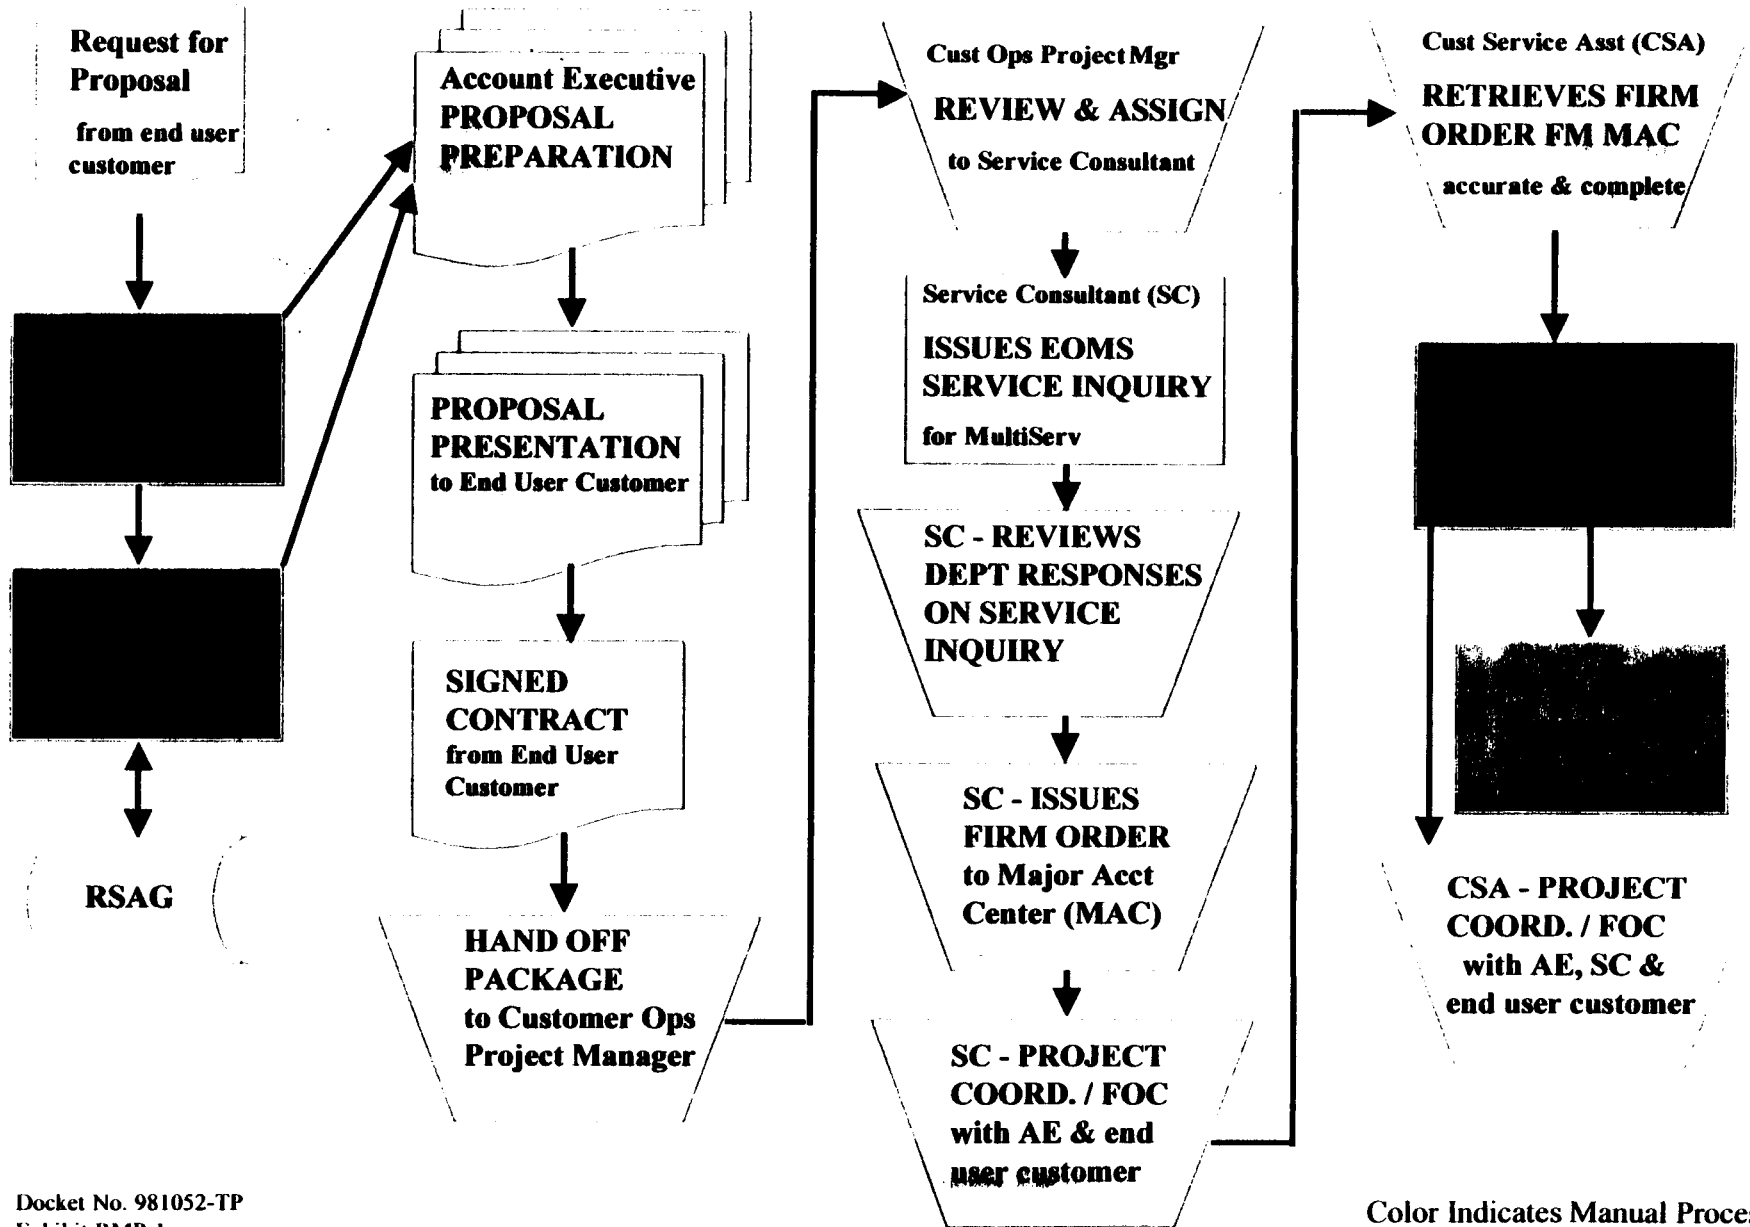 Request for
Proposal
from end user
customer
RSAG
Account Executive
PROPOSAL
PREPARATION
PROPOSAL
PRESENTATION
to End User Customer
SIGNED
CONTRACT
from End User
Customer
HAND OFF
PACKAGE
to Customer Ops
Project Manager
Cust Ops Project Mgr
REVIEW & ASSIGN
to Service Consultant
Service Consultant (SC)
ISSUES EOMS
SERVICE INQUIRY
for MultiServ
SC - REVIEWS
DEPT RESPONSES
ON SERVICE
INQUIRY
SC - ISSUES
FIRM ORDER
to Major Acct
Center (MAC)
SC - PROJECT
COORD. / FOC
with AE & end
user customer
Cust Service Asst (CSA)
RETRIEVES FIRM
ORDER FM MAC
accurate & complete
CSA - PROJECT
COORD. / FOC
with AE, SC &
end user customer
Docket No. 981052-TP
Color Indicates Manual Proce